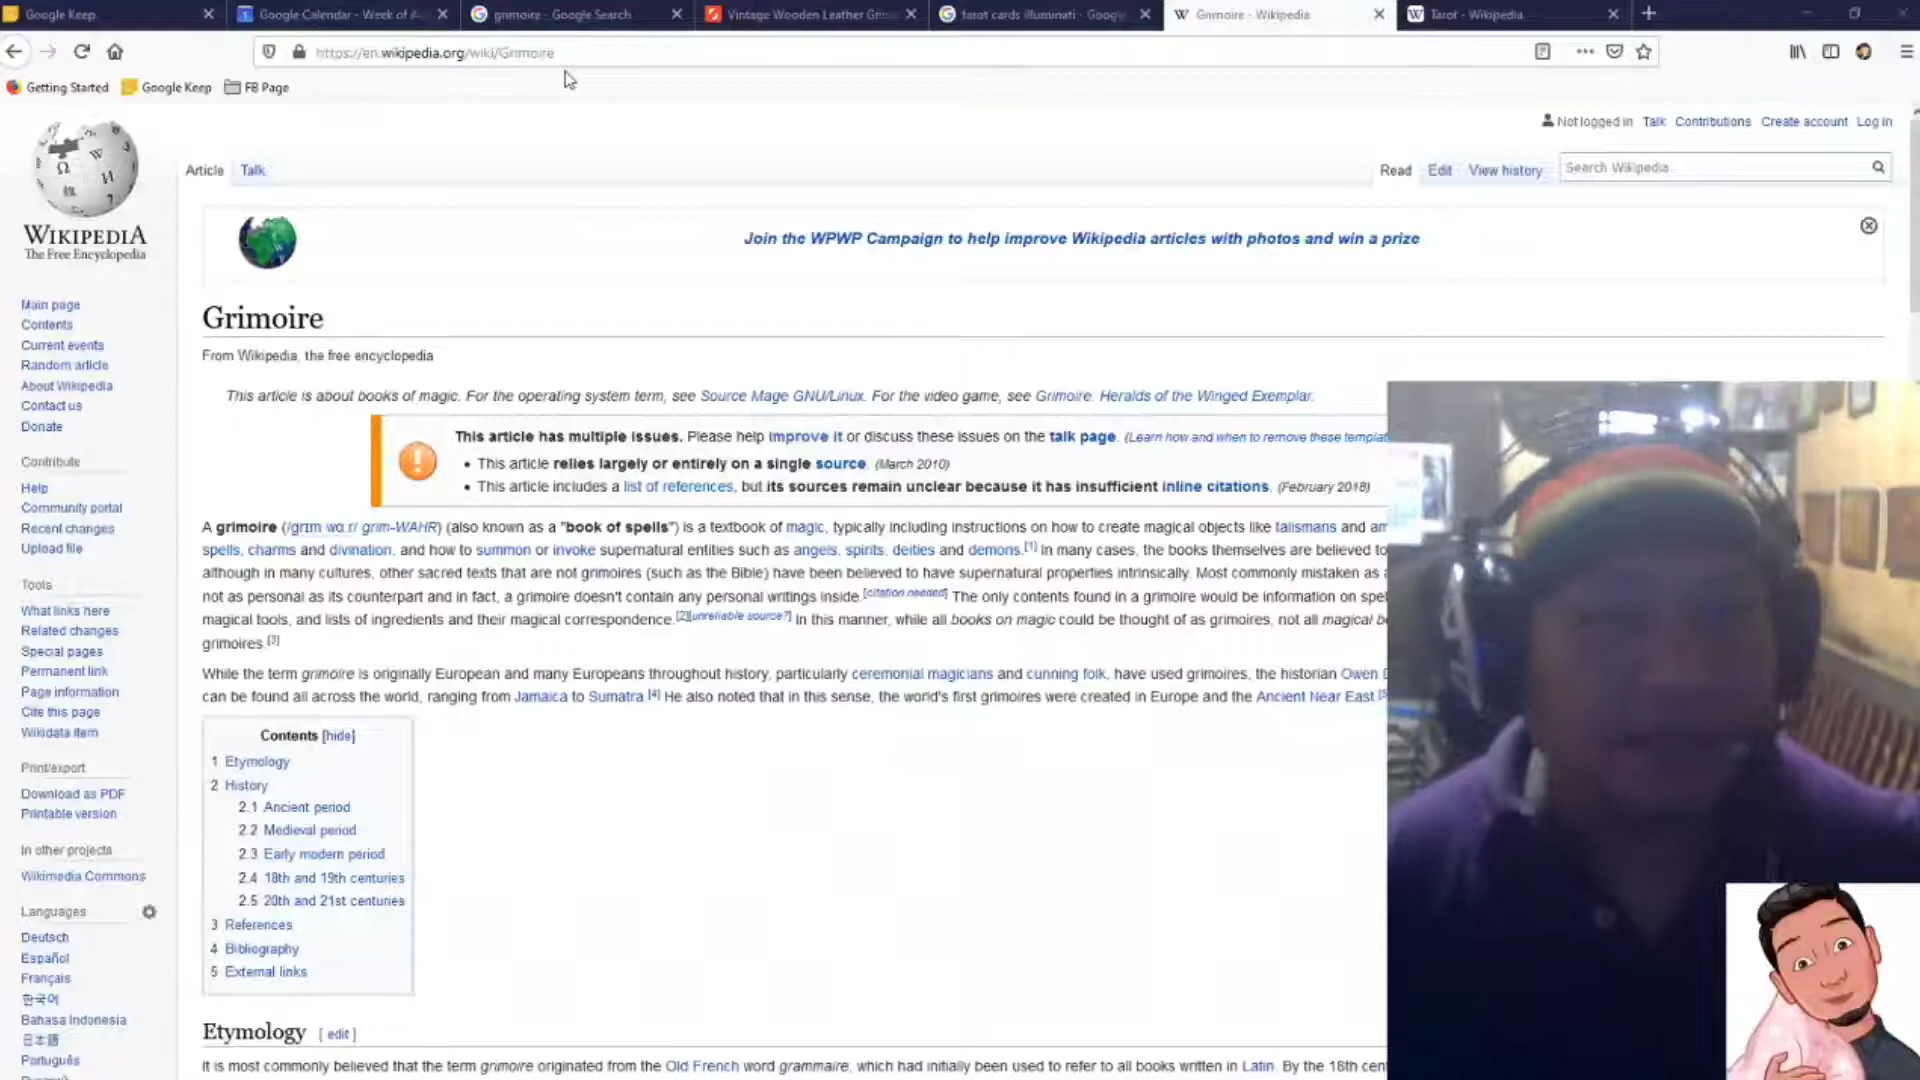 Google Keep
Google Calendar - Week of A
grimoire - Google Search
Vintage Wooden Leather Grim
tarot cards illuminati - Goog
Grimoire - Wikipedia
Tarot - Wikipedia
https://en.wikipedia.org/wiki/Grimoire
Getting Started Google Keep FB Page
Not logged in Talk Contributions Create account Log in
Article Talk
Read Edit View history
Search Wikipedia
WIKIPEDIA
The Free Encyclopedia
Main page
Contents
Current events
Random article
About Wikipedia
Contact us
Donate
Contribute
Help
Community portal
Recent changes
Upload file
Tools
What links here
Related changes
Special pages
Permanent link
Page information
Cite this page
Wikidata item
Print/export
Download as PDF
Printable version
In other projects
Wikimedia Commons
Languages
Deutsch
Español
Français
한국어
Bahasa Indonesia
日本語
Português
Join the WPWP Campaign to help improve Wikipedia articles with photos and win a prize
Grimoire
From Wikipedia, the free encyclopedia
This article is about books of magic. For the operating system term, see Source Mage GNU/Linux. For the video game, see Grimoire: Heralds of the Winged Exemplar.
This article has multiple issues. Please help improve it or discuss these issues on the talk page. (Learn how and when to remove these templat
• This article relies largely or entirely on a single source. (March 2010)
• This article includes a list of references, but its sources remain unclear because it has insufficient inline citations. (February 2018)
A grimoire (/ɡrɪmˈwɑːr/ grim-WAHR) (also known as a "book of spells") is a textbook of magic, typically including instructions on how to create magical objects like talismans and am
spells, charms and divination, and how to summon or invoke supernatural entities such as angels, spirits, deities and demons.[1] In many cases, the books themselves are believed to
although in many cultures, other sacred texts that are not grimoires (such as the Bible) have been believed to have supernatural properties intrinsically. Most commonly mistaken as a
not as personal as its counterpart and in fact, a grimoire doesn't contain any personal writings inside.[citation needed] The only contents found in a grimoire would be information on spel
magical tools, and lists of ingredients and their magical correspondence.[2][unreliable source?] In this manner, while all books on magic could be thought of as grimoires, not all magical b
grimoires.[3]
While the term grimoire is originally European and many Europeans throughout history, particularly ceremonial magicians and cunning folk, have used grimoires, the historian Owen D
can be found all across the world, ranging from Jamaica to Sumatra.[4] He also noted that in this sense, the world's first grimoires were created in Europe and the Ancient Near East.[5
Contents [hide]
1 Etymology
2 History
2.1 Ancient period
2.2 Medieval period
2.3 Early modern period
2.4 18th and 19th centuries
2.5 20th and 21st centuries
3 References
4 Bibliography
5 External links
Etymology [ edit ]
It is most commonly believed that the term grimoire originated from the Old French word grammaire, which had initially been used to refer to all books written in Latin. By the 18th cen